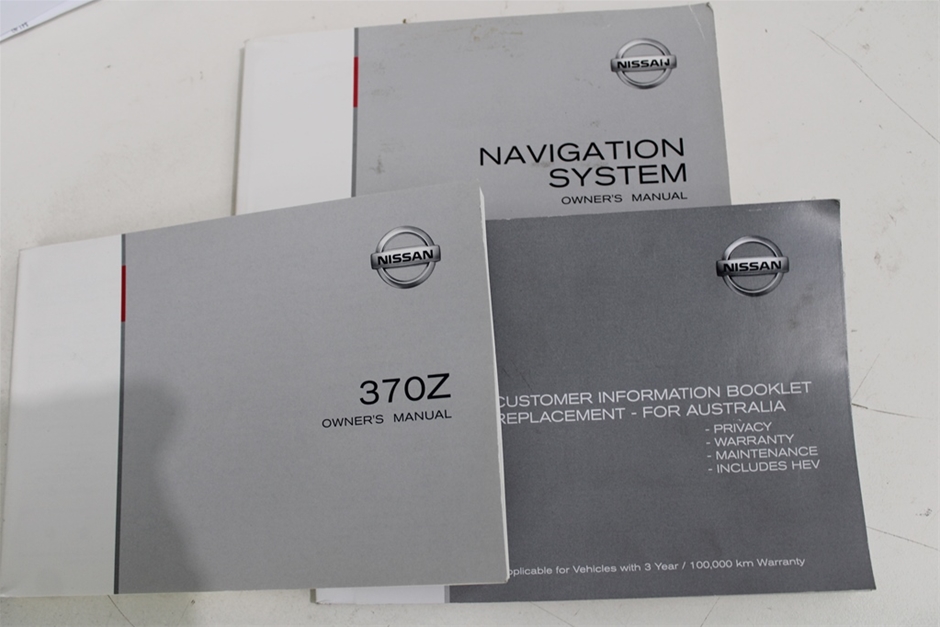 NISSAN
NAVIGATION
SYSTEM
OWNER'S MANUAL
NISSAN
370Z
OWNER'S MANUAL
NISSAN
CUSTOMER INFORMATION BOOKLET
REPLACEMENT - FOR AUSTRALIA
- PRIVACY
- WARRANTY
- MAINTENANCE
- INCLUDES HEV
pplicable for Vehicles with 3 Year / 100,000 km Warranty